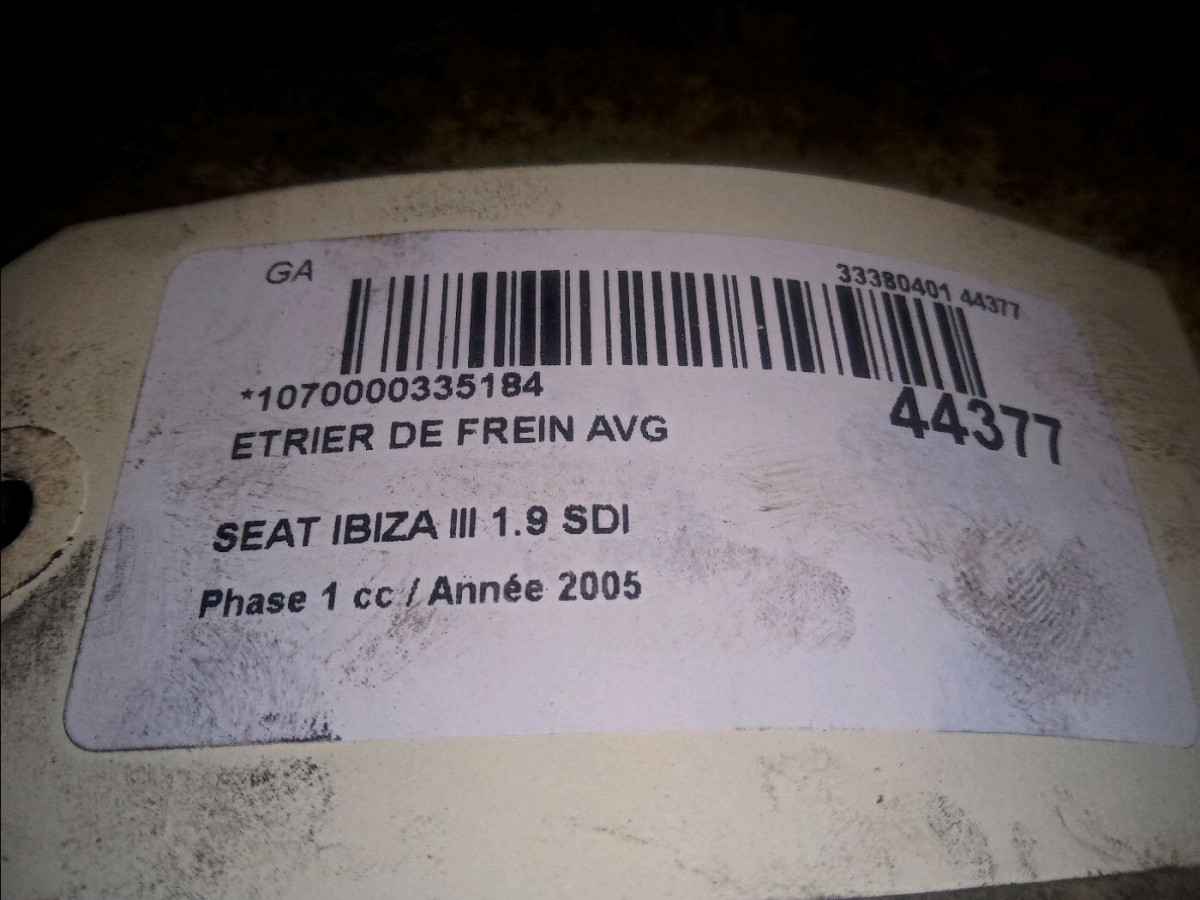 GA
33380401 44377
*1070000335184
44377
ETRIER DE FREIN AVG
SEAT IBIZA III 1.9 SDI
Phase 1 cc / Année 2005